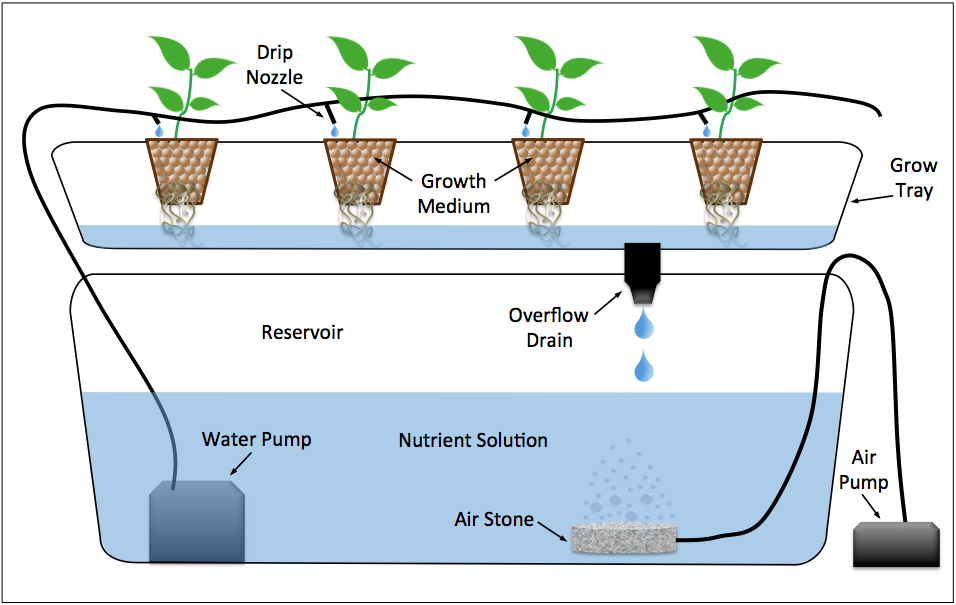 Drip
Nozzle
Growth
Medium
Grow
Tray
Overflow
Drain
Reservoir
Water Pump
Nutrient Solution
Air
Pump
Air Stone